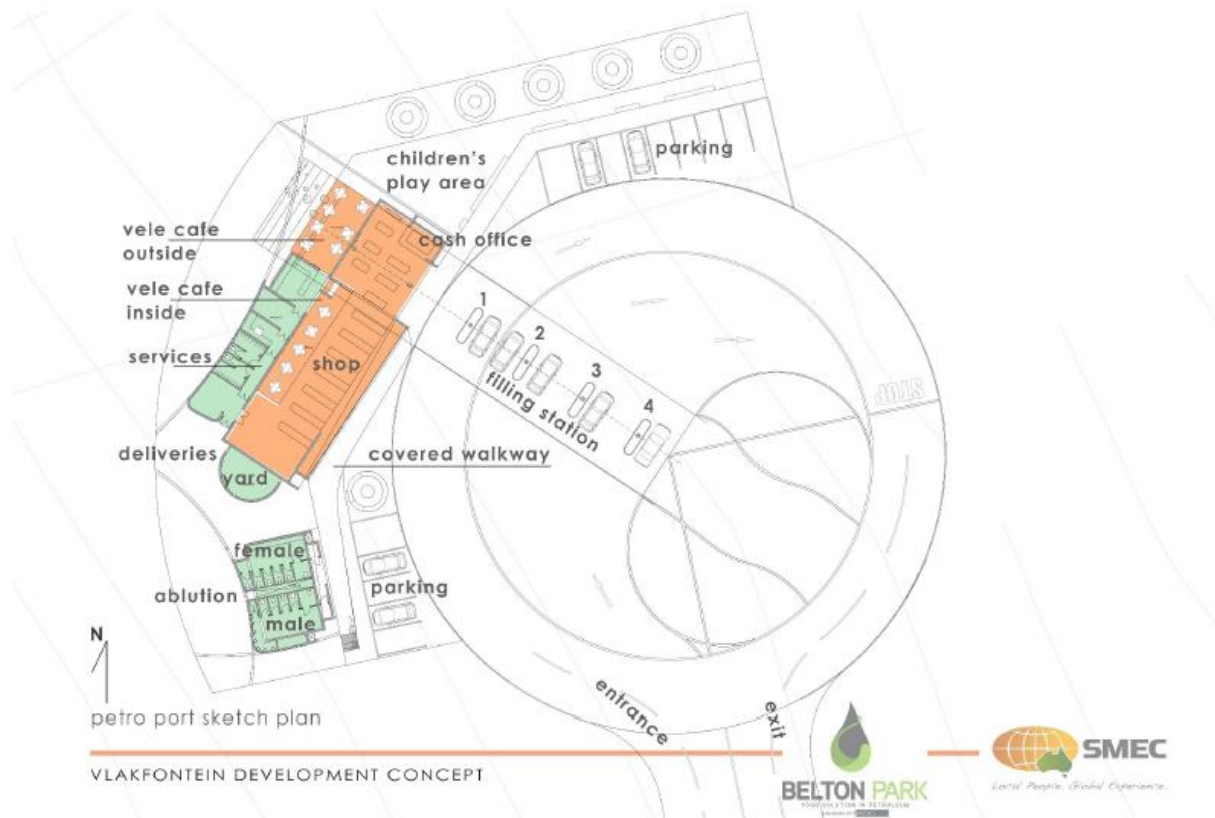 children's
play area
parking
vele cafe
outside
cash office
vele cafe
inside
1
2
3
4
services
shop
filling station
STOP
deliveries
yard
covered walkway
female
ablution
male
parking
N
petro port sketch plan
entrance
exit
VLAKFONTEIN DEVELOPMENT CONCEPT
BELTON PARK
SMEC
Local People. Global Experience.